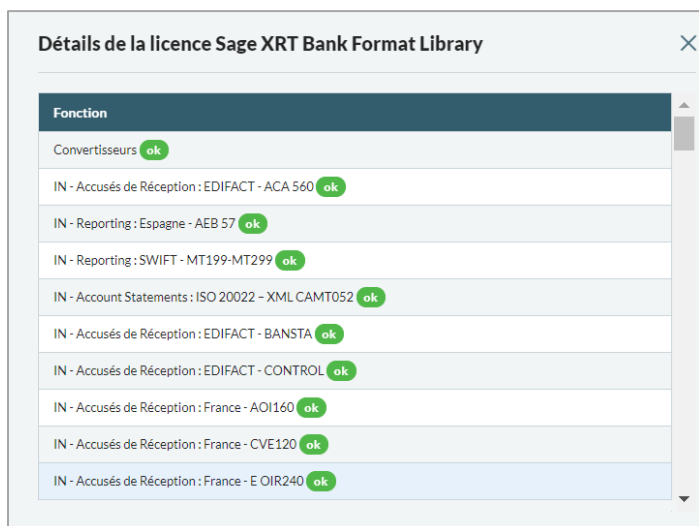 Détails de la licence Sage XRT Bank Format Library
Fonction
Convertisseurs ok
IN - Accusés de Réception : EDIFACT - ACA 560 ok
IN - Reporting : Espagne - AEB 57 ok
IN - Reporting : SWIFT - MT199-MT299 ok
IN - Account Statements : ISO 20022 – XML CAMT052 ok
IN - Accusés de Réception : EDIFACT - BANSTA ok
IN - Accusés de Réception : EDIFACT - CONTROL ok
IN - Accusés de Réception : France - AOI160 ok
IN - Accusés de Réception : France - CVE120 ok
IN - Accusés de Réception : France - E OIR240 ok